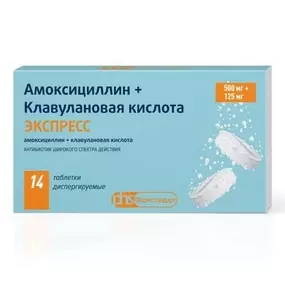 Амоксициллин +
Клавулановая кислота
ЭКСПРЕСС
500 мг +
125 мг
амоксициллин + клавулановая кислота
АНТИБИОТИК ШИРОКОГО СПЕКТРА ДЕЙСТВИЯ
14 таблетки
диспергируемые